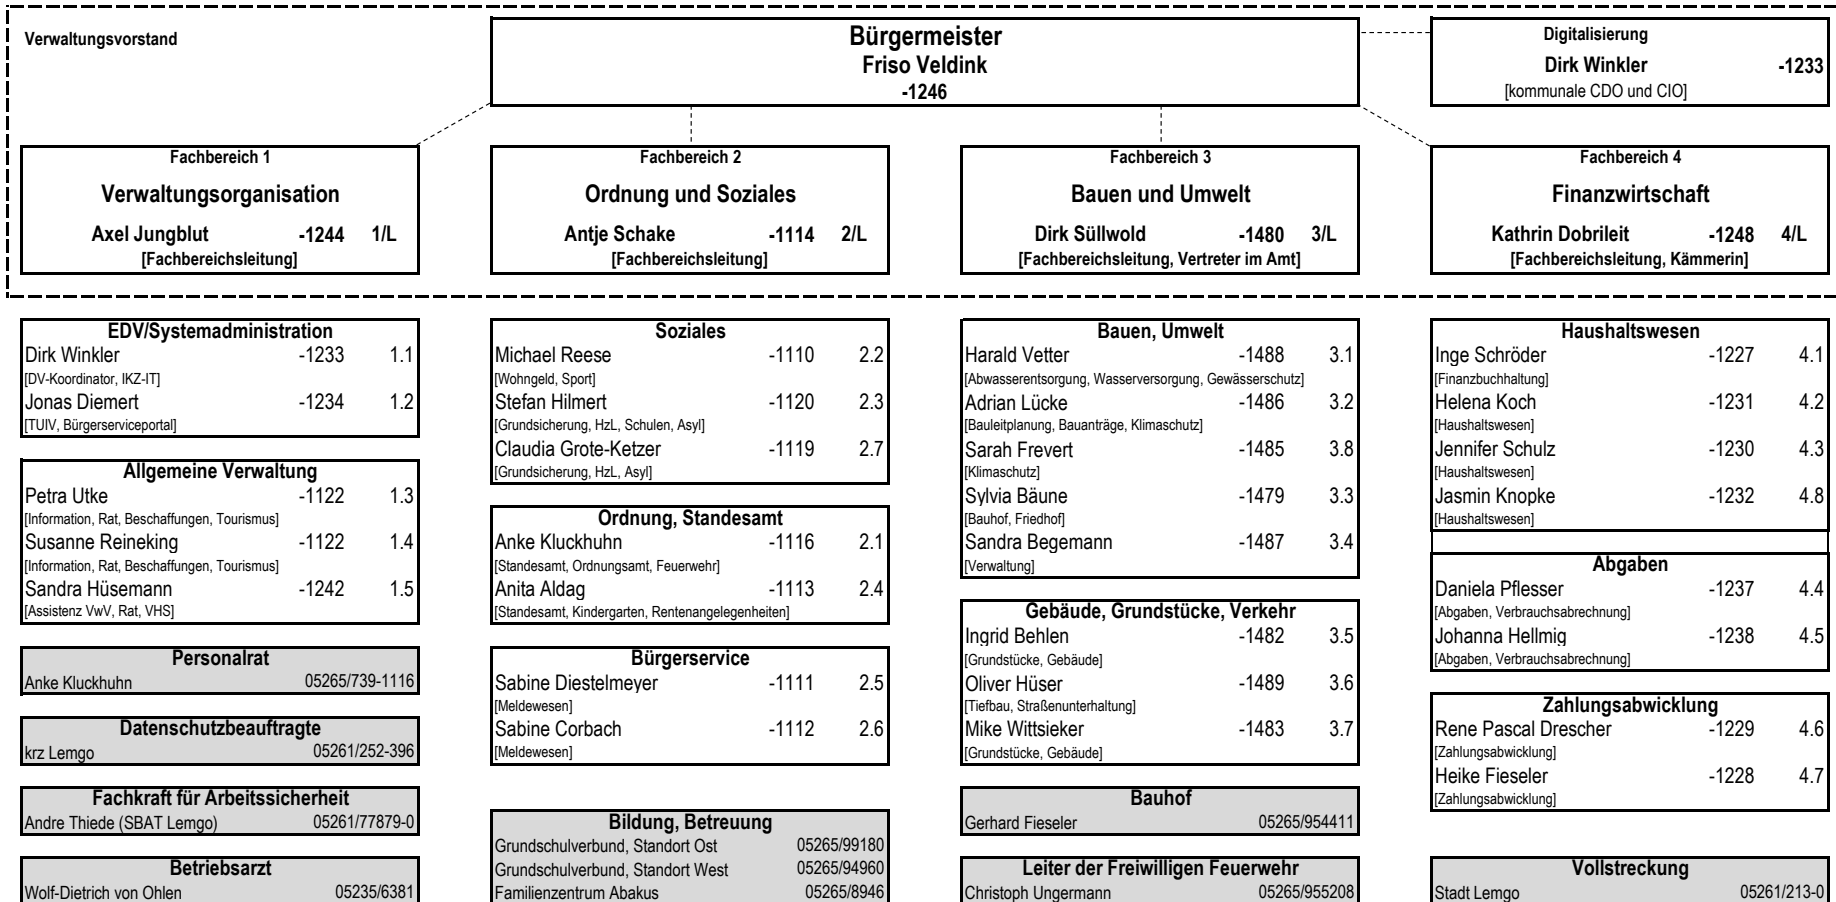 Verwaltungsvorstand
Bürgermeister
Friso Veldink
-1246
Digitalisierung
Dirk Winkler -1233
[kommunale CDO und CIO]
Fachbereich 1
Verwaltungsorganisation
Axel Jungblut -1244 1/L
[Fachbereichsleitung]
Fachbereich 2
Ordnung und Soziales
Antje Schake -1114 2/L
[Fachbereichsleitung]
Fachbereich 3
Bauen und Umwelt
Dirk Süllwold -1480 3/L
[Fachbereichsleitung, Vertreter im Amt]
Fachbereich 4
Finanzwirtschaft
Kathrin Dobrileit -1248 4/L
[Fachbereichsleitung, Kämmerin]
EDV/Systemadministration
Dirk Winkler -1233 1.1
[DV-Koordinator, IKZ-IT]
Jonas Diemert -1234 1.2
[TUIV, Bürgerserviceportal]
Allgemeine Verwaltung
Petra Utke -1122 1.3
[Information, Rat, Beschaffungen, Tourismus]
Susanne Reineking -1122 1.4
[Information, Rat, Beschaffungen, Tourismus]
Sandra Hüsemann -1242 1.5
[Assistenz VwV, Rat, VHS]
Personalrat
Anke Kluckhuhn 05265/739-1116
Datenschutzbeauftragte
krz Lemgo 05261/252-396
Fachkraft für Arbeitssicherheit
Andre Thiede (SBAT Lemgo) 05261/77879-0
Betriebsarzt
Wolf-Dietrich von Ohlen 05235/6381
Soziales
Michael Reese -1110 2.2
[Wohngeld, Sport]
Stefan Hilmert -1120 2.3
[Grundsicherung, HzL, Schulen, Asyl]
Claudia Grote-Ketzer -1119 2.7
[Grundsicherung, HzL, Asyl]
Ordnung, Standesamt
Anke Kluckhuhn -1116 2.1
[Standesamt, Ordnungsamt, Feuerwehr]
Anita Aldag -1113 2.4
[Standesamt, Kindergarten, Rentenangelegenheiten]
Bürgerservice
Sabine Diestelmeyer -1111 2.5
[Meldewesen]
Sabine Corbach -1112 2.6
[Meldewesen]
Bildung, Betreuung
Grundschulverbund, Standort Ost 05265/99180
Grundschulverbund, Standort West 05265/94960
Familienzentrum Abakus 05265/8946
Bauen, Umwelt
Harald Vetter -1488 3.1
[Abwasserentsorgung, Wasserversorgung, Gewässerschutz]
Adrian Lücke -1486 3.2
[Bauleitplanung, Bauanträge, Klimaschutz]
Sarah Frevert -1485 3.8
[Klimaschutz]
Sylvia Bäune -1479 3.3
[Bauhof, Friedhof]
Sandra Begemann -1487 3.4
[Verwaltung]
Gebäude, Grundstücke, Verkehr
Ingrid Behlen -1482 3.5
[Grundstücke, Gebäude]
Oliver Hüser -1489 3.6
[Tiefbau, Straßenunterhaltung]
Mike Wittsieker -1483 3.7
[Grundstücke, Gebäude]
Bauhof
Gerhard Fieseler 05265/954411
Leiter der Freiwilligen Feuerwehr
Christoph Ungermann 05265/955208
Haushaltswesen
Inge Schröder -1227 4.1
[Finanzbuchhaltung]
Helena Koch -1231 4.2
[Haushaltswesen]
Jennifer Schulz -1230 4.3
[Haushaltswesen]
Jasmin Knopke -1232 4.8
[Haushaltswesen]
Abgaben
Daniela Pflesser -1237 4.4
[Abgaben, Verbrauchsabrechnung]
Johanna Hellmig -1238 4.5
[Abgaben, Verbrauchsabrechnung]
Zahlungsabwicklung
Rene Pascal Drescher -1229 4.6
[Zahlungsabwicklung]
Heike Fieseler -1228 4.7
[Zahlungsabwicklung]
Vollstreckung
Stadt Lemgo 05261/213-0